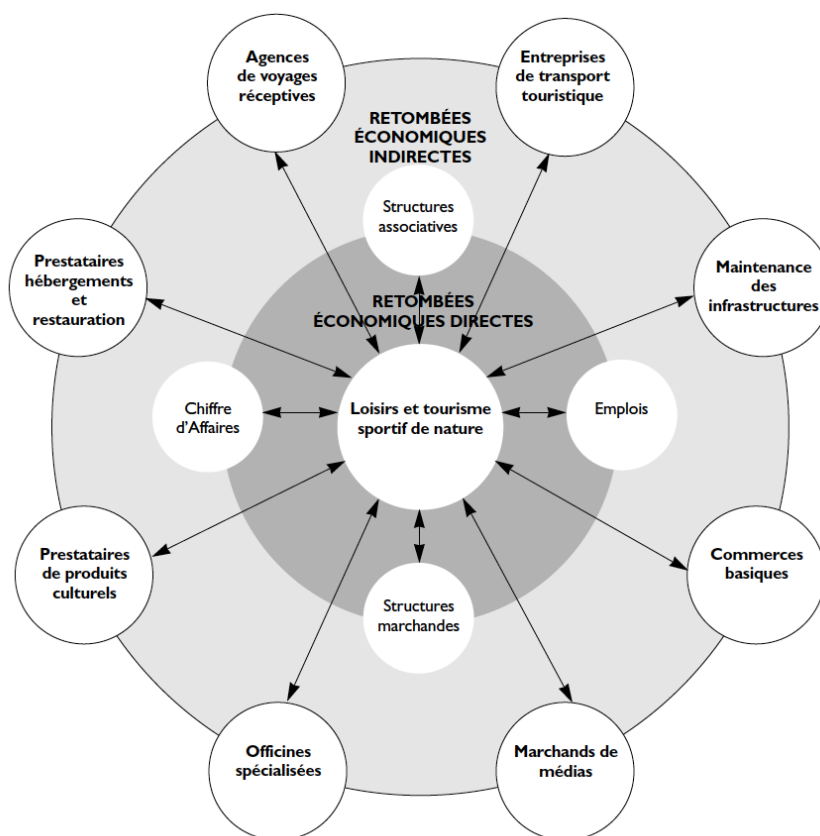 Agences
de voyages
réceptives
Entreprises
de transport
touristique
RETOMBÉES
ÉCONOMIQUES
INDIRECTES
Structures
associatives
Prestataires
hébergements
et
restauration
Maintenance
des
infrastructures
RETOMBÉES
ÉCONOMIQUES DIRECTES
Chiffre
d’Affaires
Loisirs et tourisme
sportif de nature
Emplois
Prestataires
de produits
culturels
Structures
marchandes
Commerces
basiques
Officines
spécialisées
Marchands de
médias